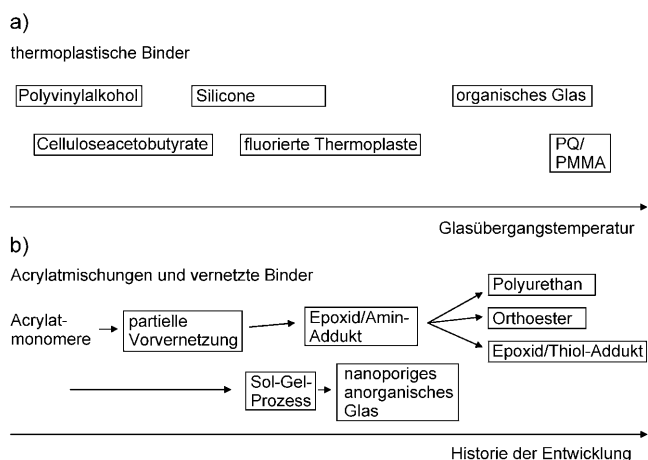 a)
thermoplastische Binder
Polyvinylalkohol
Silicone
organisches Glas
Celluloseacetobutyrate
fluorierte Thermoplaste
PQ/
PMMA
Glasübergangstemperatur
b)
Acrylatmischungen und vernetzte Binder
Acrylat-
monomere
partielle
Vorvernetzung
Epoxid/Amin-
Addukt
Polyurethan
Orthoester
Epoxid/Thiol-Addukt
Sol-Gel-
Prozess
nanoporiges
anorganisches
Glas
Historie der Entwicklung